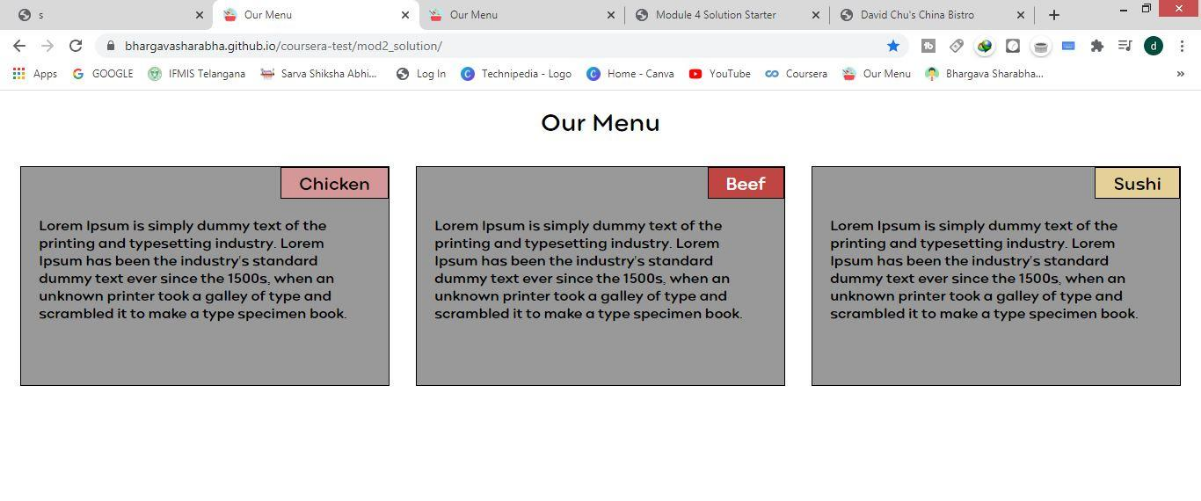 s
Our Menu
Our Menu
Module 4 Solution Starter
David Chu's China Bistro
bhargavasharabha.github.io/coursera-test/mod2_solution/
d
Apps
GOOGLE
IFMIS Telangana
Sarva Shiksha Abhi...
Log In
Technipedia - Logo
Home - Canva
YouTube
Coursera
Our Menu
Bhargava Sharabha...
Our Menu
Chicken
Lorem Ipsum is simply dummy text of the
printing and typesetting industry. Lorem
Ipsum has been the industry's standard
dummy text ever since the 1500s, when an
unknown printer took a galley of type and
scrambled it to make a type specimen book.
Beef
Lorem Ipsum is simply dummy text of the
printing and typesetting industry. Lorem
Ipsum has been the industry's standard
dummy text ever since the 1500s, when an
unknown printer took a galley of type and
scrambled it to make a type specimen book.
Sushi
Lorem Ipsum is simply dummy text of the
printing and typesetting industry. Lorem
Ipsum has been the industry's standard
dummy text ever since the 1500s, when an
unknown printer took a galley of type and
scrambled it to make a type specimen book.